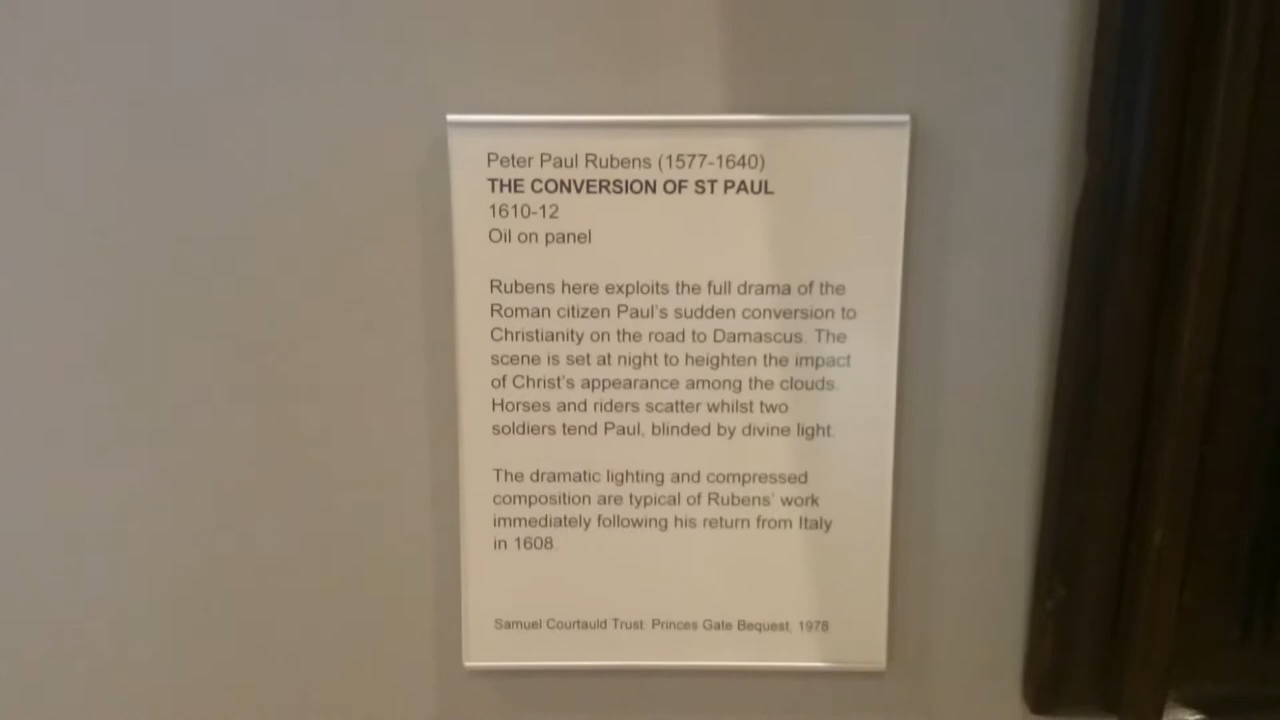 Peter Paul Rubens (1577-1640)
THE CONVERSION OF ST PAUL
1610-12
Oil on panel
Rubens here exploits the full drama of the
Roman citizen Paul's sudden conversion to
Christianity on the road to Damascus. The
scene is set at night to heighten the impact
of Christ's appearance among the clouds.
Horses and riders scatter whilst two
soldiers tend Paul, blinded by divine light.
The dramatic lighting and compressed
composition are typical of Rubens' work
immediately following his return from Italy
in 1608.
Samuel Courtauld Trust: Princes Gate Bequest, 1978